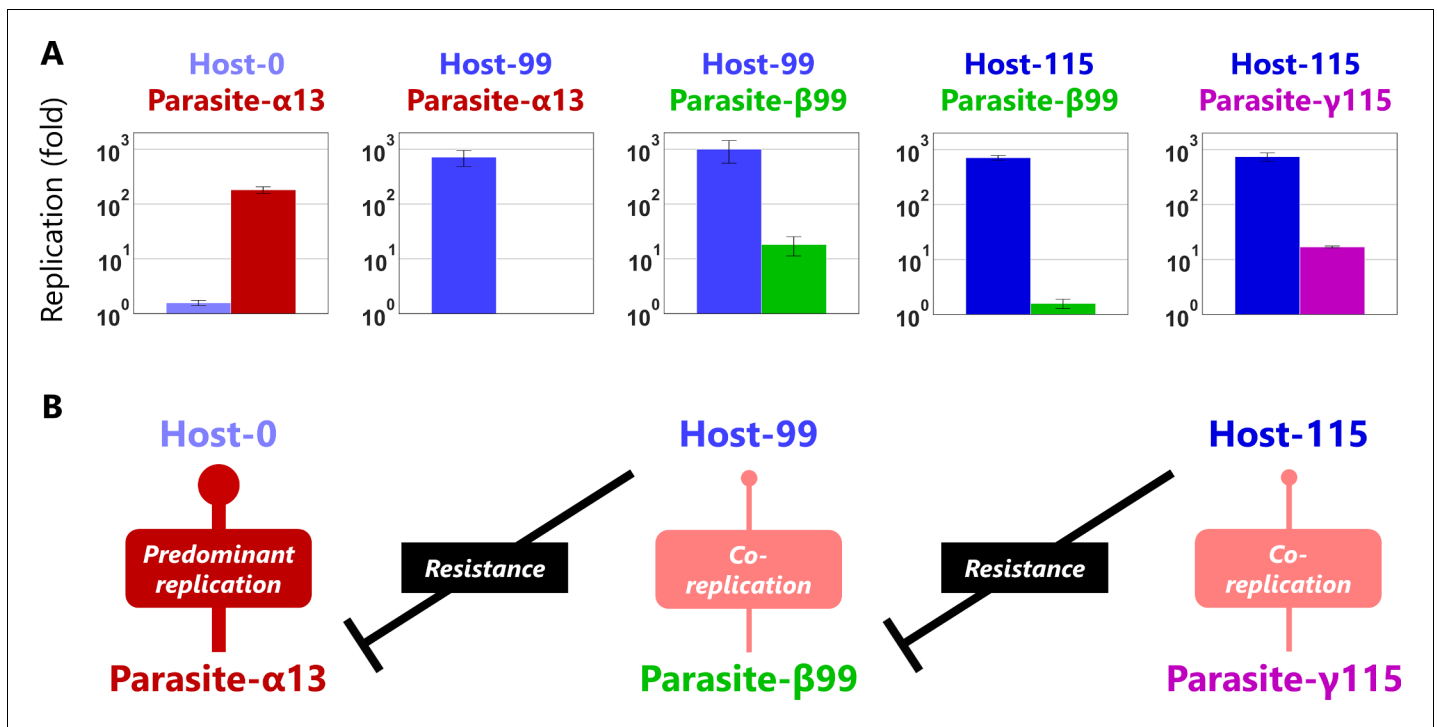 A
Host-0
Parasite-α13
Host-99
Parasite-α13
Host-99
Parasite-β99
Host-115
Parasite-β99
Host-115
Parasite-γ115
Replication (fold)
10³
10²
10¹
10⁰
10³
10²
10¹
10⁰
10³
10²
10¹
10⁰
10³
10²
10¹
10⁰
10³
10²
10¹
10⁰
B
Host-0
Host-99
Host-115
Predominant
replication
Resistance
Co-
replication
Resistance
Co-
replication
Parasite-α13
Parasite-β99
Parasite-γ115